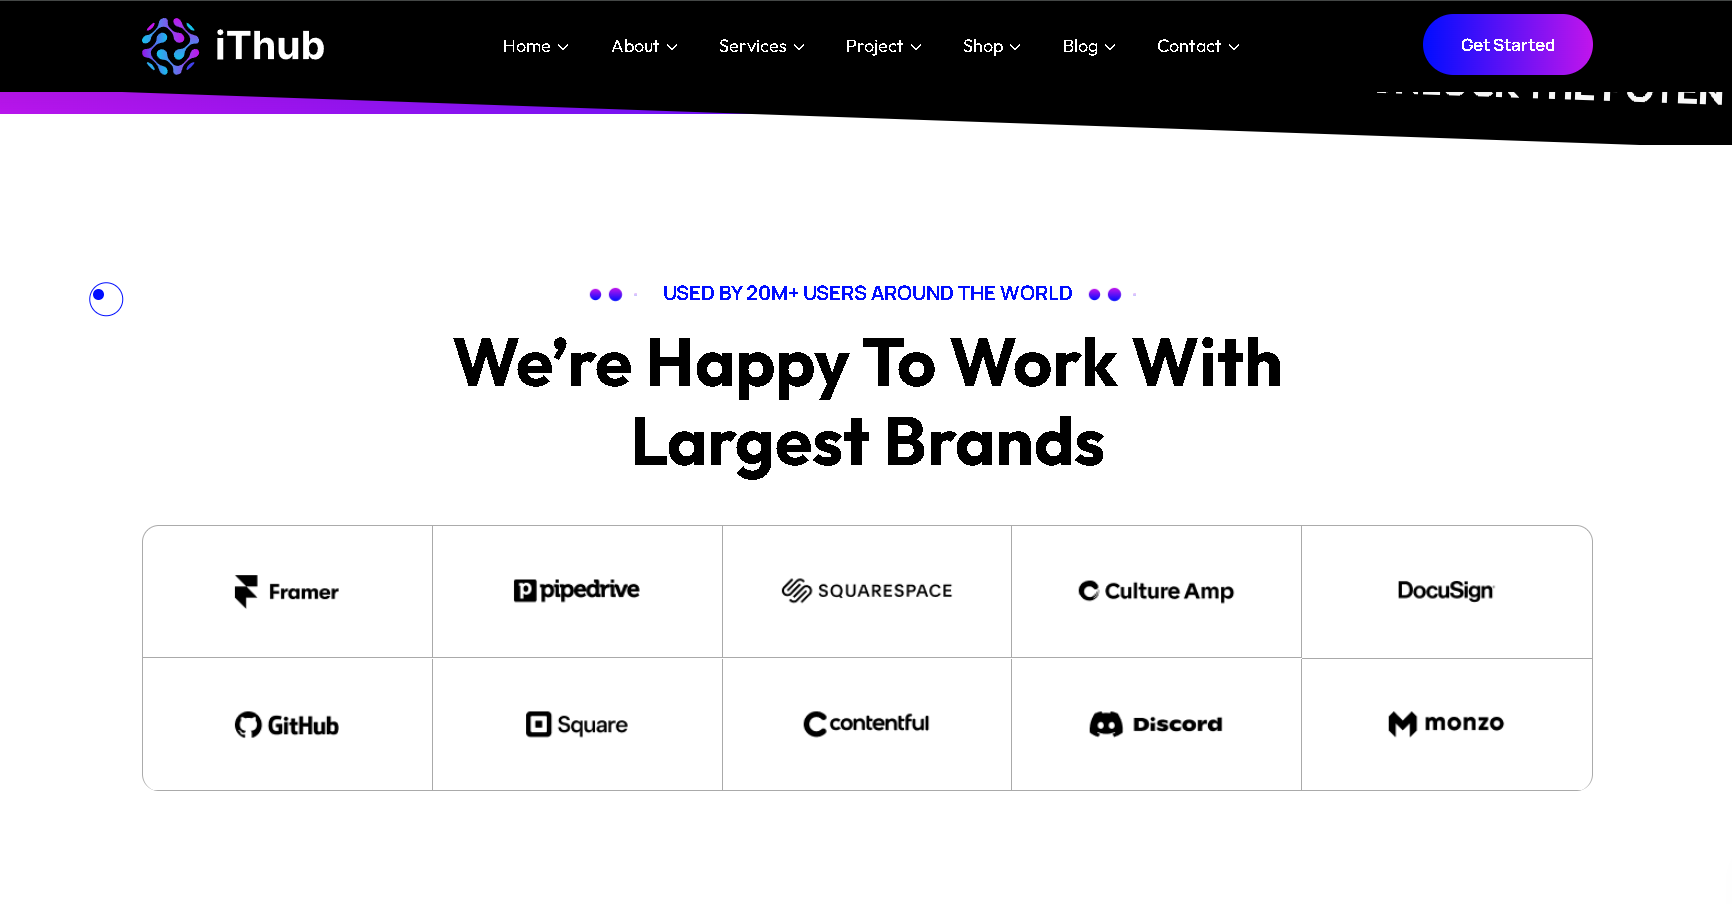 iThub
Home About Services Project Shop Blog Contact
Get Started
USED BY 20M+ USERS AROUND THE WORLD
We’re Happy To Work With
Largest Brands
Framer pipedrive SQUARESPACE Culture Amp DocuSign
GitHub Square contentful Discord monzo